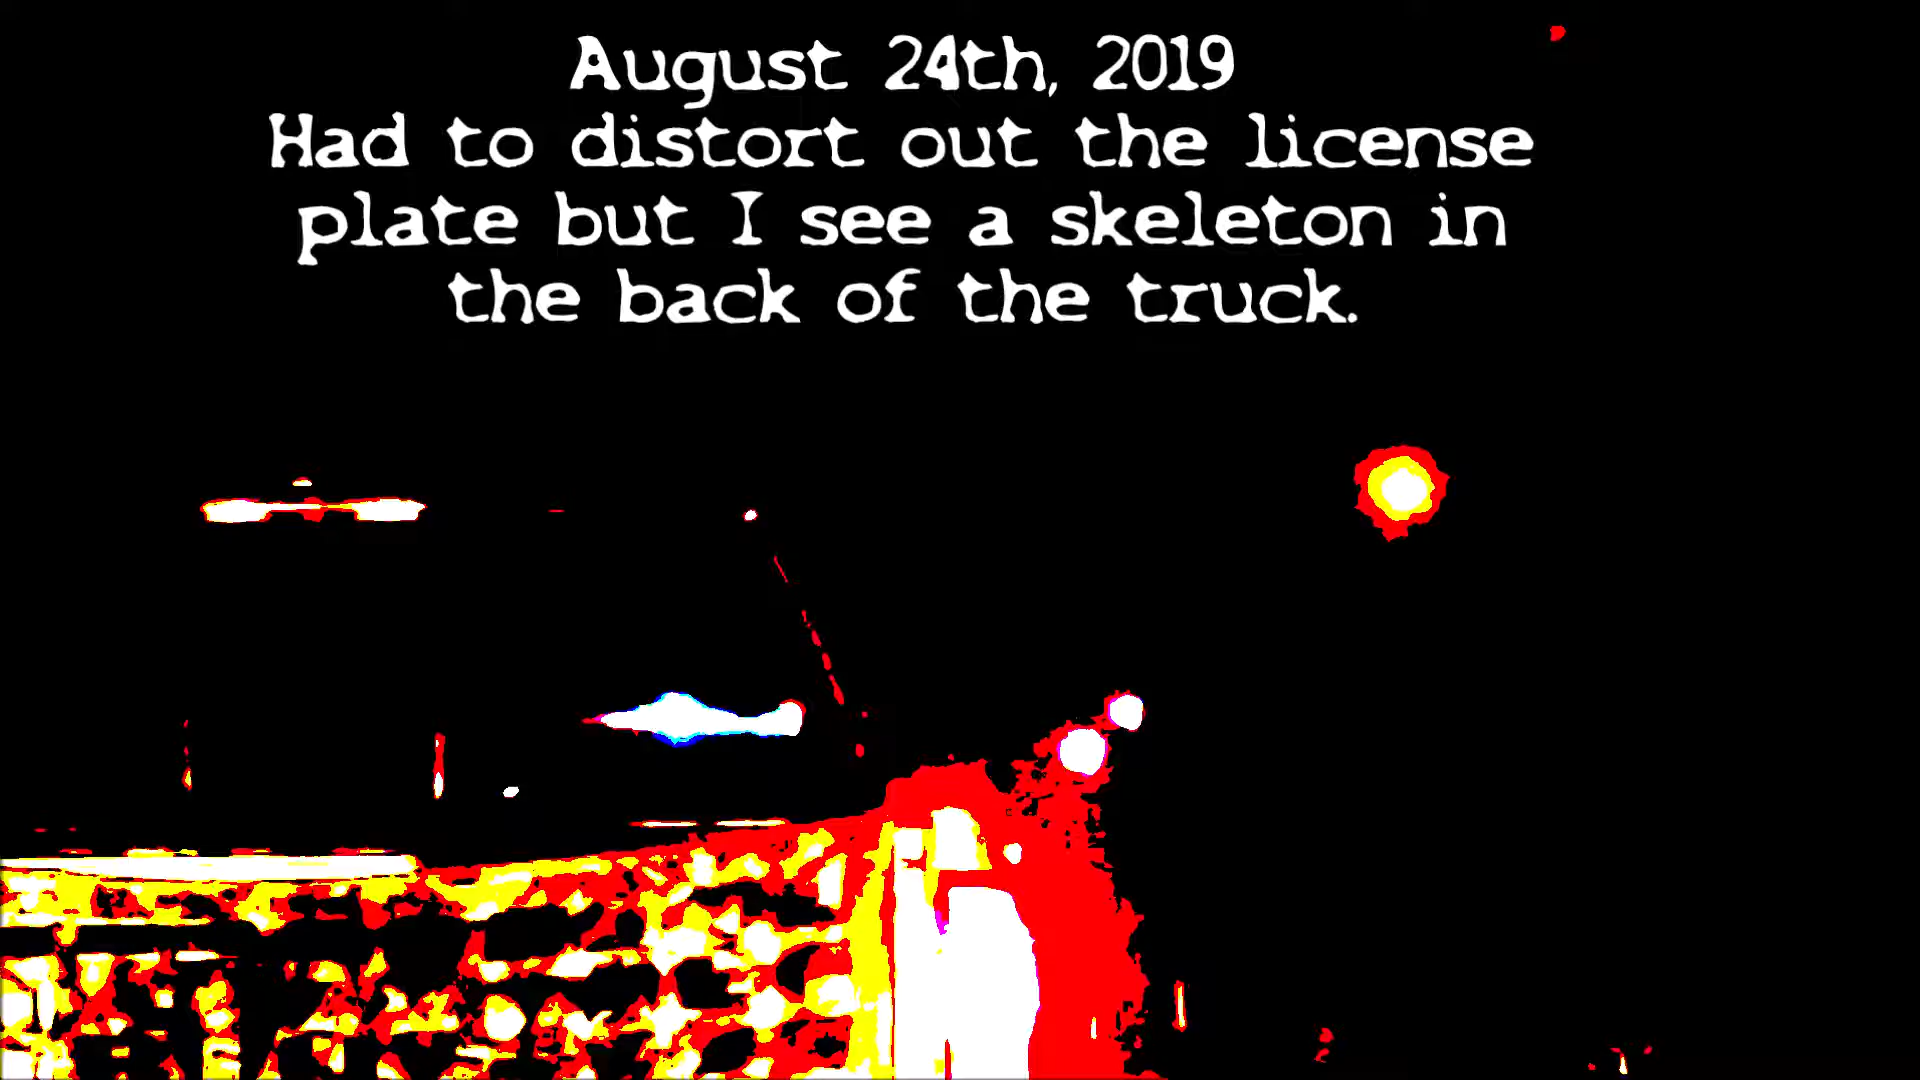 August 24th, 2019
Had to distort out the license
plate but I see a skeleton in
the back of the truck.